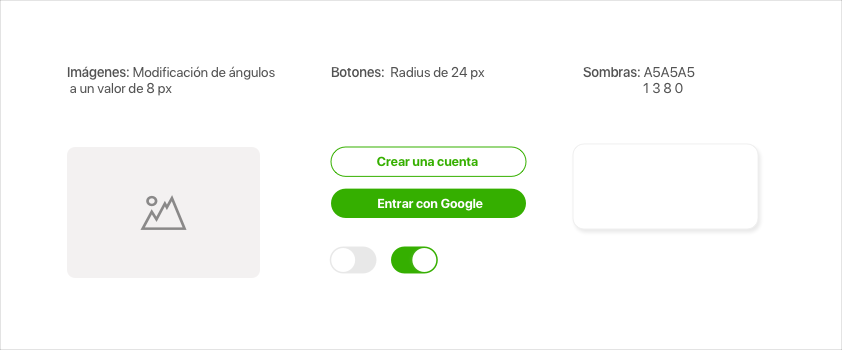 Imágenes: Modificación de ángulos
a un valor de 8 px
Botones: Radius de 24 px
Crear una cuenta
Entrar con Google
Sombras: A5A5A5
1 3 8 0